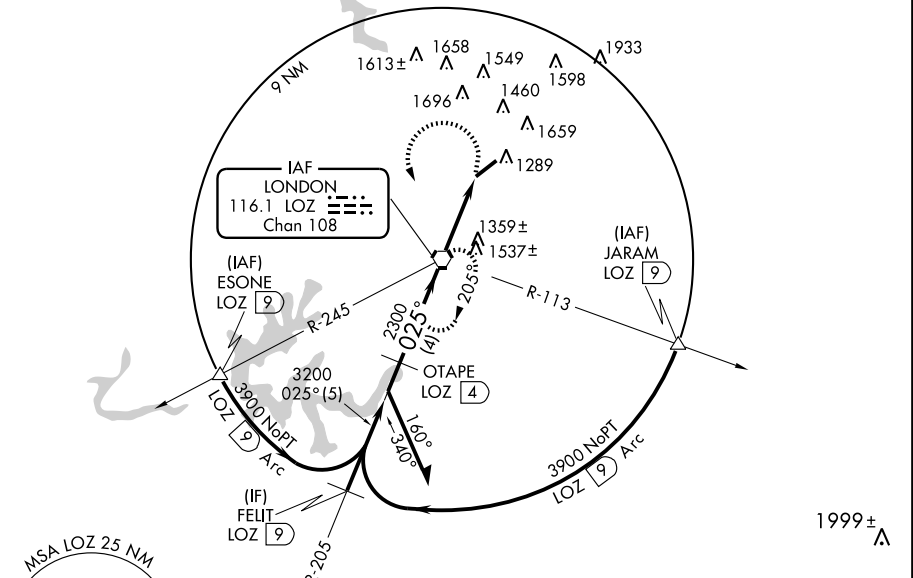 1613±
1658
1549
1598
1933
9 NM
1696
1460
1659
1289
IAF
LONDON
116.1 LOZ
Chan 108
1359±
1537±
(IAF)
JARAM
LOZ 9
(IAF)
ESONE
LOZ 9
R-245
205°
R-113
2300
025°
(4)
OTAPE
LOZ 4
3200
025° (5)
3900 NoPT
LOZ 9 Arc
160°
340°
3900 NoPT
LOZ 9 Arc
(IF)
FELIT
LOZ 9
1999±
MSA LOZ 25 NM
R-205